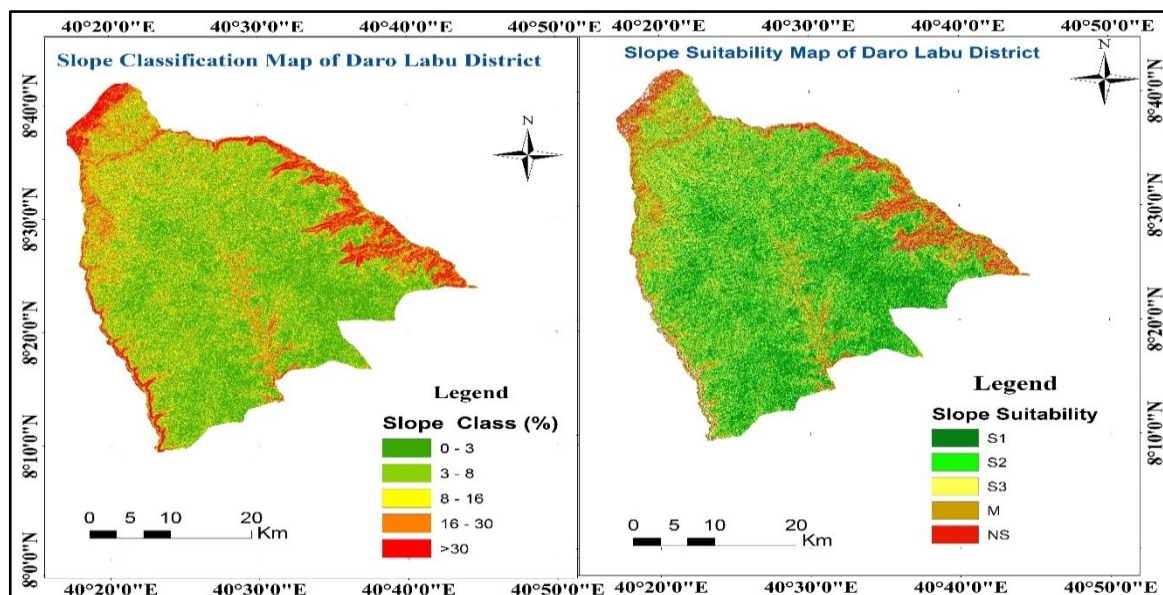 40°20'0"E 40°30'0"E 40°40'0"E 40°50'0"E 40°20'0"E 40°30'0"E 40°40'0"E 40°50'0"E
Slope Classification Map of Daro Labu District
N
8°40'0"N
8°30'0"N
8°20'0"N
8°10'0"N
8°0'0"N
Legend
Slope Class (%)
0 - 3
3 - 8
8 - 16
16 - 30
>30
0 5 10 20
Km
40°20'0"E 40°30'0"E 40°40'0"E 40°50'0"E
Slope Suitability Map of Daro Labu District
N
8°40'0"N
8°30'0"N
8°20'0"N
8°10'0"N
8°0'0"N
Legend
Slope Suitability
S1
S2
S3
M
NS
0 5 10 20
Km
40°20'0"E 40°30'0"E 40°40'0"E 40°50'0"E